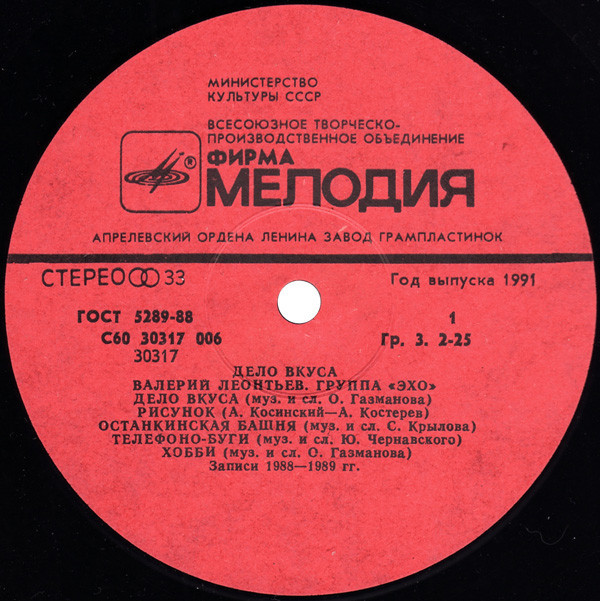 МИНИСТЕРСТВО
КУЛЬТУРЫ СССР
ВСЕСОЮЗНОЕ ТВОРЧЕСКО-
ПРОИЗВОДСТВЕННОЕ ОБЪЕДИНЕНИЕ
ФИРМА
®
МЕЛОДИЯ
АПРЕЛЕВСКИЙ ОРДЕНА ЛЕНИНА ЗАВОД ГРАМПЛАСТИНОК
СТЕРЕО 33
Год выпуска 1991
ГОСТ 5289-88
1
С60 30317 006
Гр. 3. 2-25
30317
ДЕЛО ВКУСА
ВАЛЕРИЙ ЛЕОНТЬЕВ. ГРУППА «ЭХО»
ДЕЛО ВКУСА (муз. и сл. О. Газманова)
РИСУНОК (А. Косинский—А. Костерев)
ОСТАНКИНСКАЯ БАШНЯ (муз. и сл. С. Крылова)
ТЕЛЕФОНО-БУГИ (муз. и сл. Ю. Чернавского)
ХОББИ (муз. и сл. О. Газманова)
Записи 1988—1989 гг.